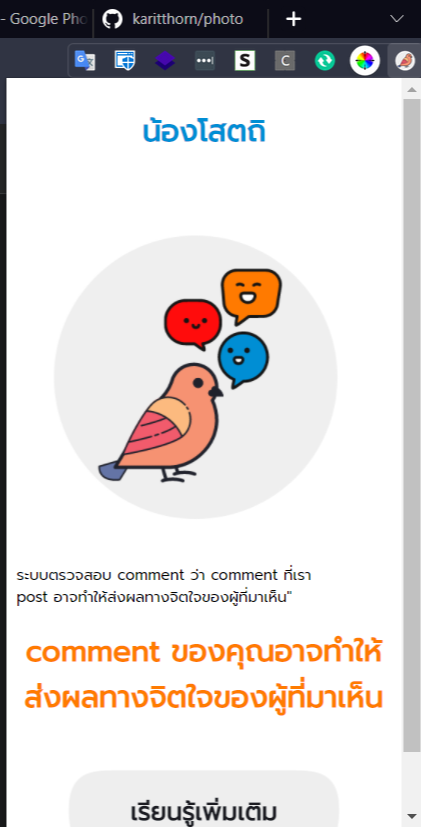 - Google Pho
karitthorn/photo
น้องโสตถิ
ระบบตรวจสอบ comment ว่า comment ที่เรา
post อาจทำให้ส่งผลทางจิตใจของผู้ที่มาเห็น"
comment ของคุณอาจทำให้
ส่งผลทางจิตใจของผู้ที่มาเห็น
เรียนรู้เพิ่มเติม